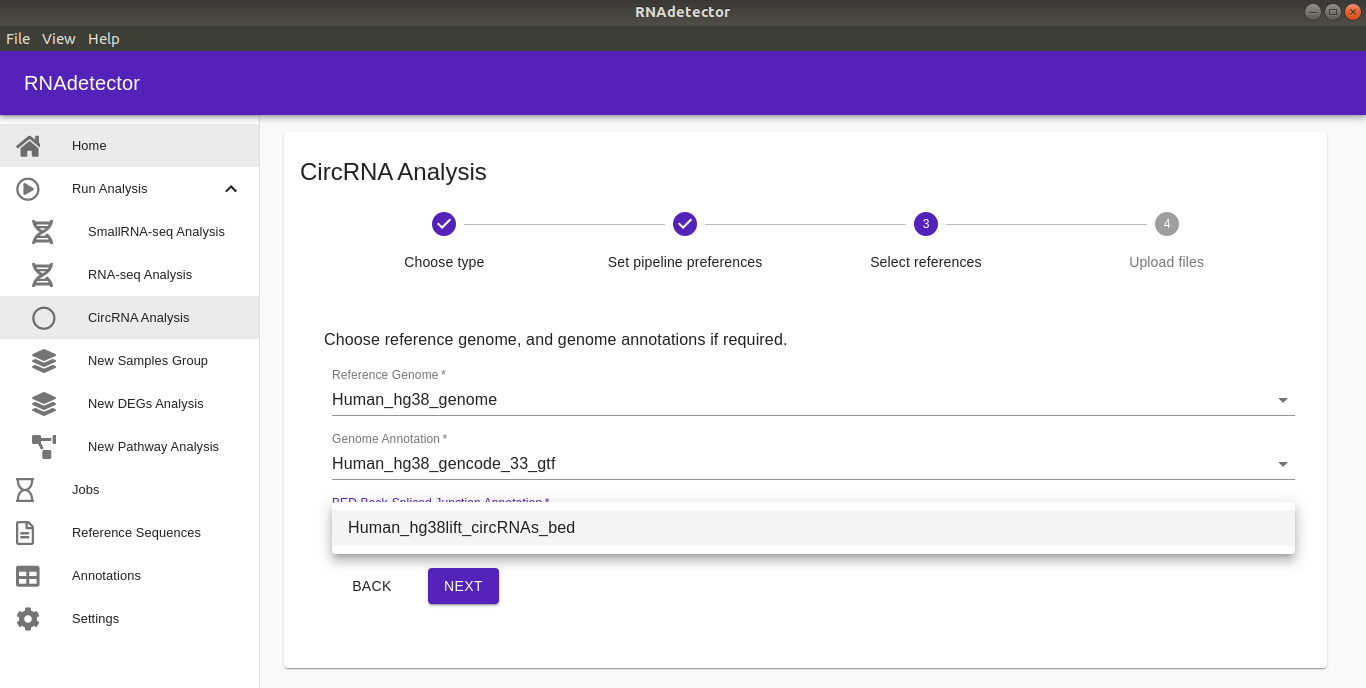 RNAdetector
File View Help
RNAdetector
Home
Run Analysis
SmallRNA-seq Analysis
RNA-seq Analysis
CircRNA Analysis
New Samples Group
New DEGs Analysis
New Pathway Analysis
Jobs
Reference Sequences
Annotations
Settings
CircRNA Analysis
3
4
Choose type
Set pipeline preferences
Select references
Upload files
Choose reference genome, and genome annotations if required.
Reference Genome *
Human_hg38_genome
Genome Annotation *
Human_hg38_gencode_33_gtf
BED Back-Spliced Junction Annotation *
Human_hg38lift_circRNAs_bed
BACK
NEXT